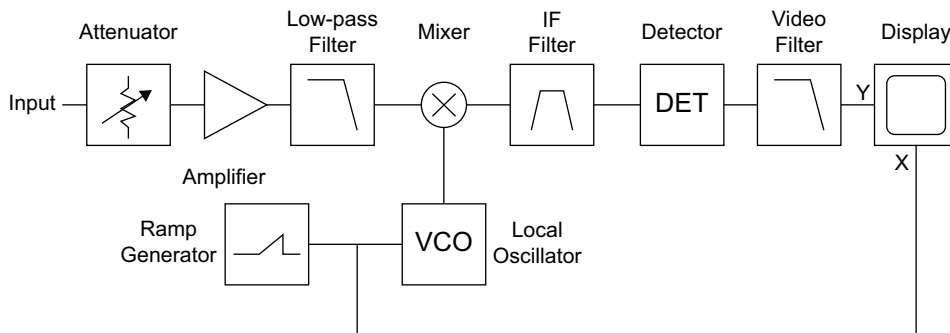 Attenuator
Low-pass
Filter
Mixer
IF
Filter
Detector
Video
Filter
Display
Input
DET
Y
X
Amplifier
Ramp
Generator
VCO
Local
Oscillator